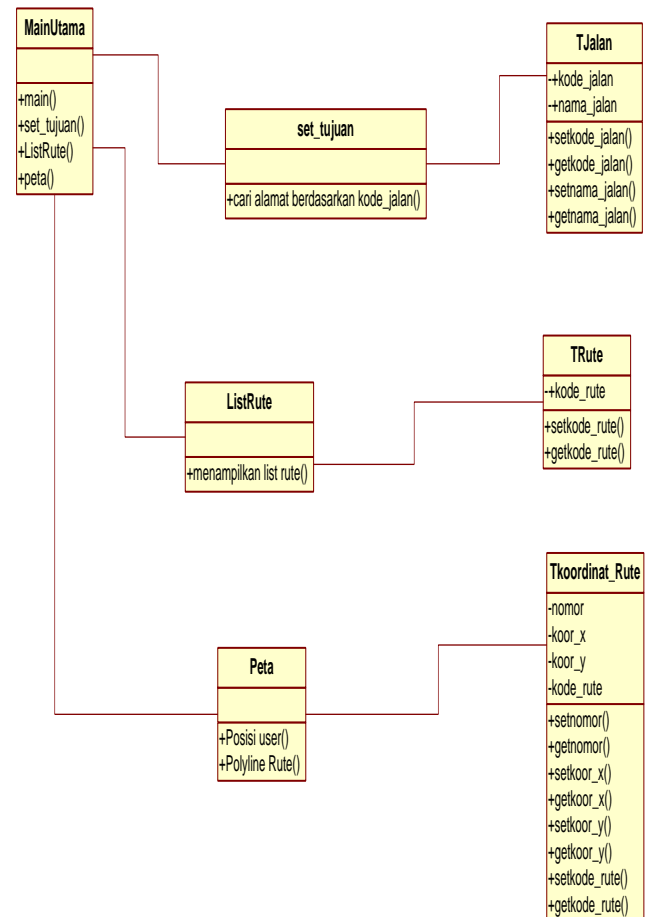 MainUtama
+main()
+set_tujuan()
+ListRute()
+peta()
set_tujuan
+cari alamat berdasarkan kode_jalan()
TJalan
-+kode_jalan
-+nama_jalan
+setkode_jalan()
+getkode_jalan()
+setnama_jalan()
+getnama_jalan()
ListRute
+menampilkan list rute()
TRute
-+kode_rute
+setkode_rute()
+getkode_rute()
Peta
+Posisi user()
+Polyline Rute()
Tkoordinat_Rute
-nomor
-koor_x
-koor_y
-kode_rute
+setnomor()
+getnomor()
+setkoor_x()
+getkoor_x()
+setkoor_y()
+getkoor_y()
+setkode_rute()
+getkode_rute()